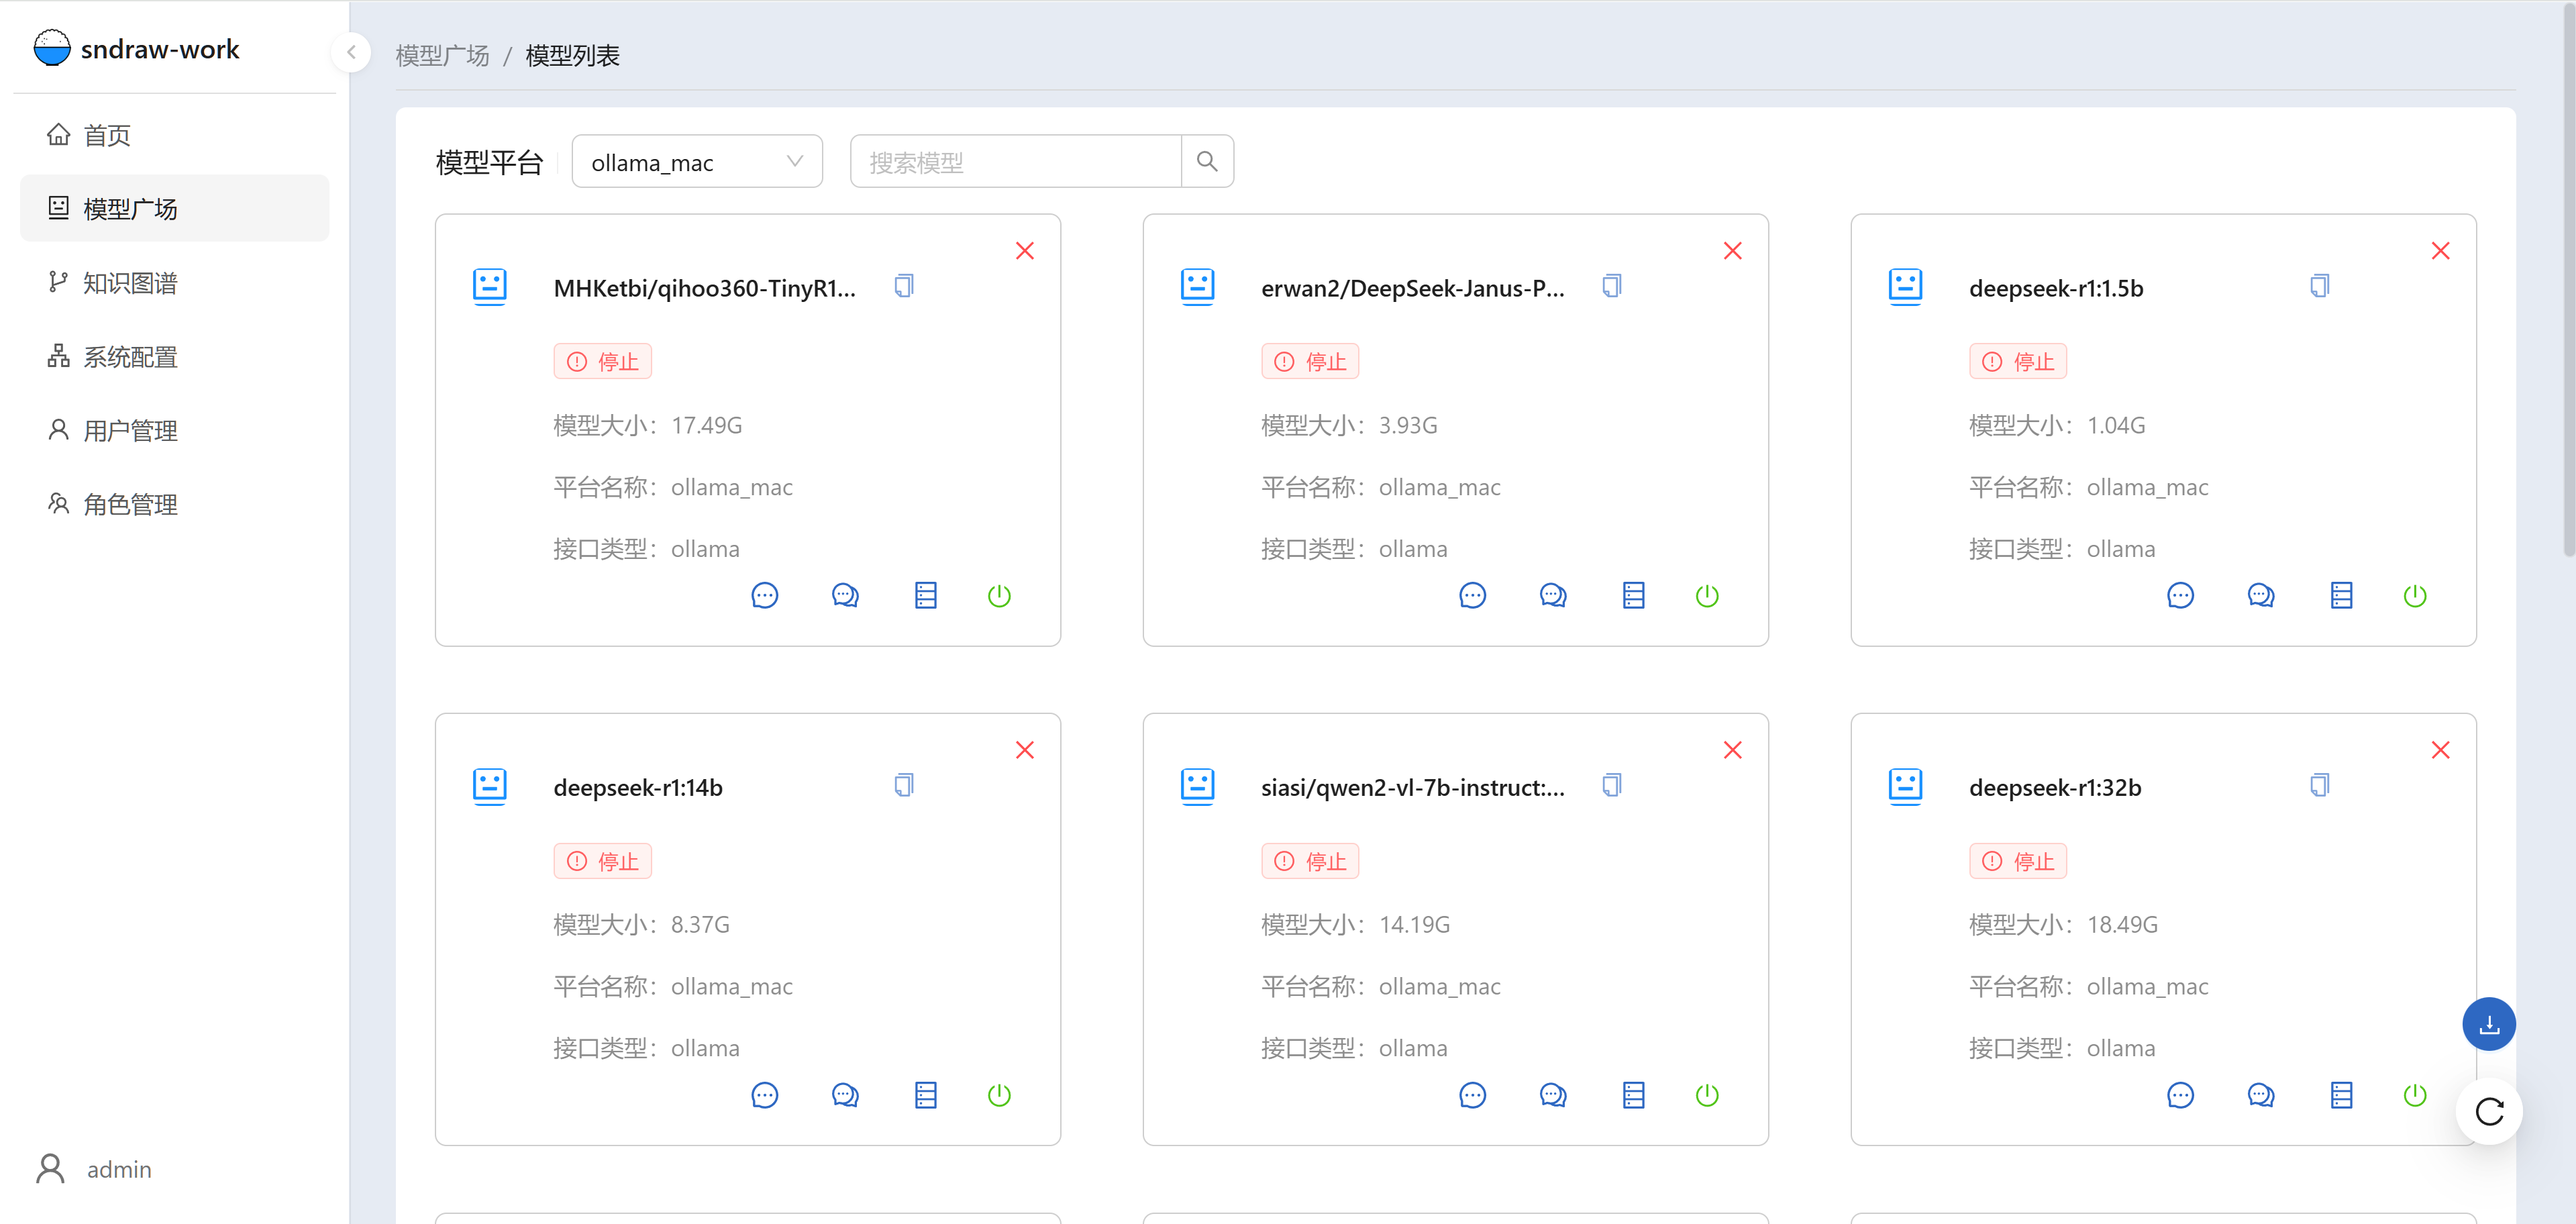 sndraw-work
首页
模型广场
知识图谱
系统配置
用户管理
角色管理
admin
模型广场 / 模型列表
模型平台 ollama_mac 搜索模型
MHKetbi/qihoo360-TinyR1...
停止
模型大小：17.49G
平台名称：ollama_mac
接口类型：ollama
erwan2/DeepSeek-Janus-P...
停止
模型大小：3.93G
平台名称：ollama_mac
接口类型：ollama
deepseek-r1:1.5b
停止
模型大小：1.04G
平台名称：ollama_mac
接口类型：ollama
deepseek-r1:14b
停止
模型大小：8.37G
平台名称：ollama_mac
接口类型：ollama
siasi/qwen2-vl-7b-instruct:...
停止
模型大小：14.19G
平台名称：ollama_mac
接口类型：ollama
deepseek-r1:32b
停止
模型大小：18.49G
平台名称：ollama_mac
接口类型：ollama